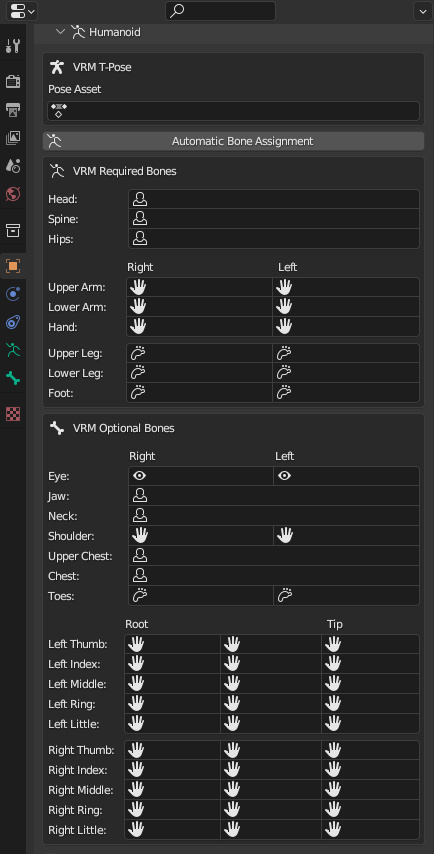 Humanoid
VRM T-Pose
Pose Asset
Automatic Bone Assignment
VRM Required Bones
Head:
Spine:
Hips:
Right Left
Upper Arm:
Lower Arm:
Hand:
Upper Leg:
Lower Leg:
Foot:
VRM Optional Bones
Right Left
Eye:
Jaw:
Neck:
Shoulder:
Upper Chest:
Chest:
Toes:
Root Tip
Left Thumb:
Left Index:
Left Middle:
Left Ring:
Left Little:
Right Thumb:
Right Index:
Right Middle:
Right Ring:
Right Little: